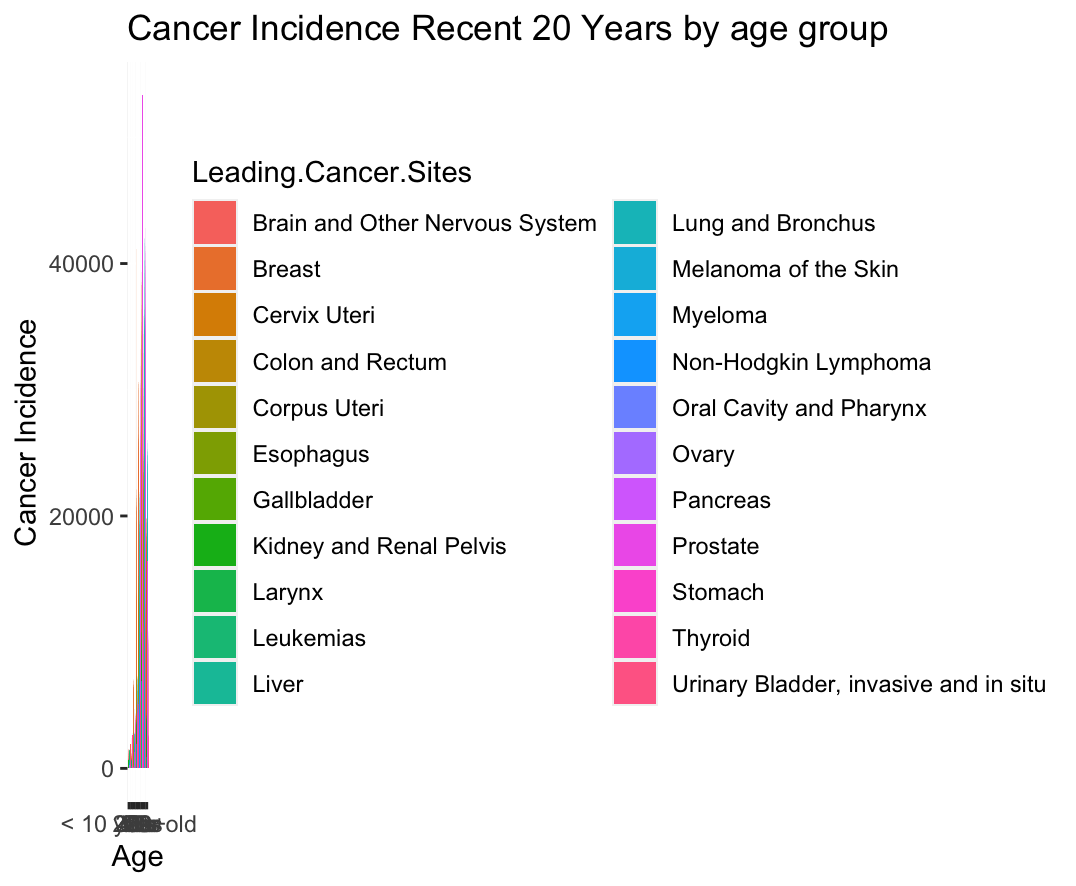 Cancer Incidence Recent 20 Years by age group
Cancer Incidence
40000
20000
0
Leading.Cancer.Sites
Brain and Other Nervous System
Breast
Cervix Uteri
Colon and Rectum
Corpus Uteri
Esophagus
Gallbladder
Kidney and Renal Pelvis
Larynx
Leukemias
Liver
Lung and Bronchus
Melanoma of the Skin
Myeloma
Non-Hodgkin Lymphoma
Oral Cavity and Pharynx
Ovary
Pancreas
Prostate
Stomach
Thyroid
Urinary Bladder, invasive and in situ
< 10 old
Age